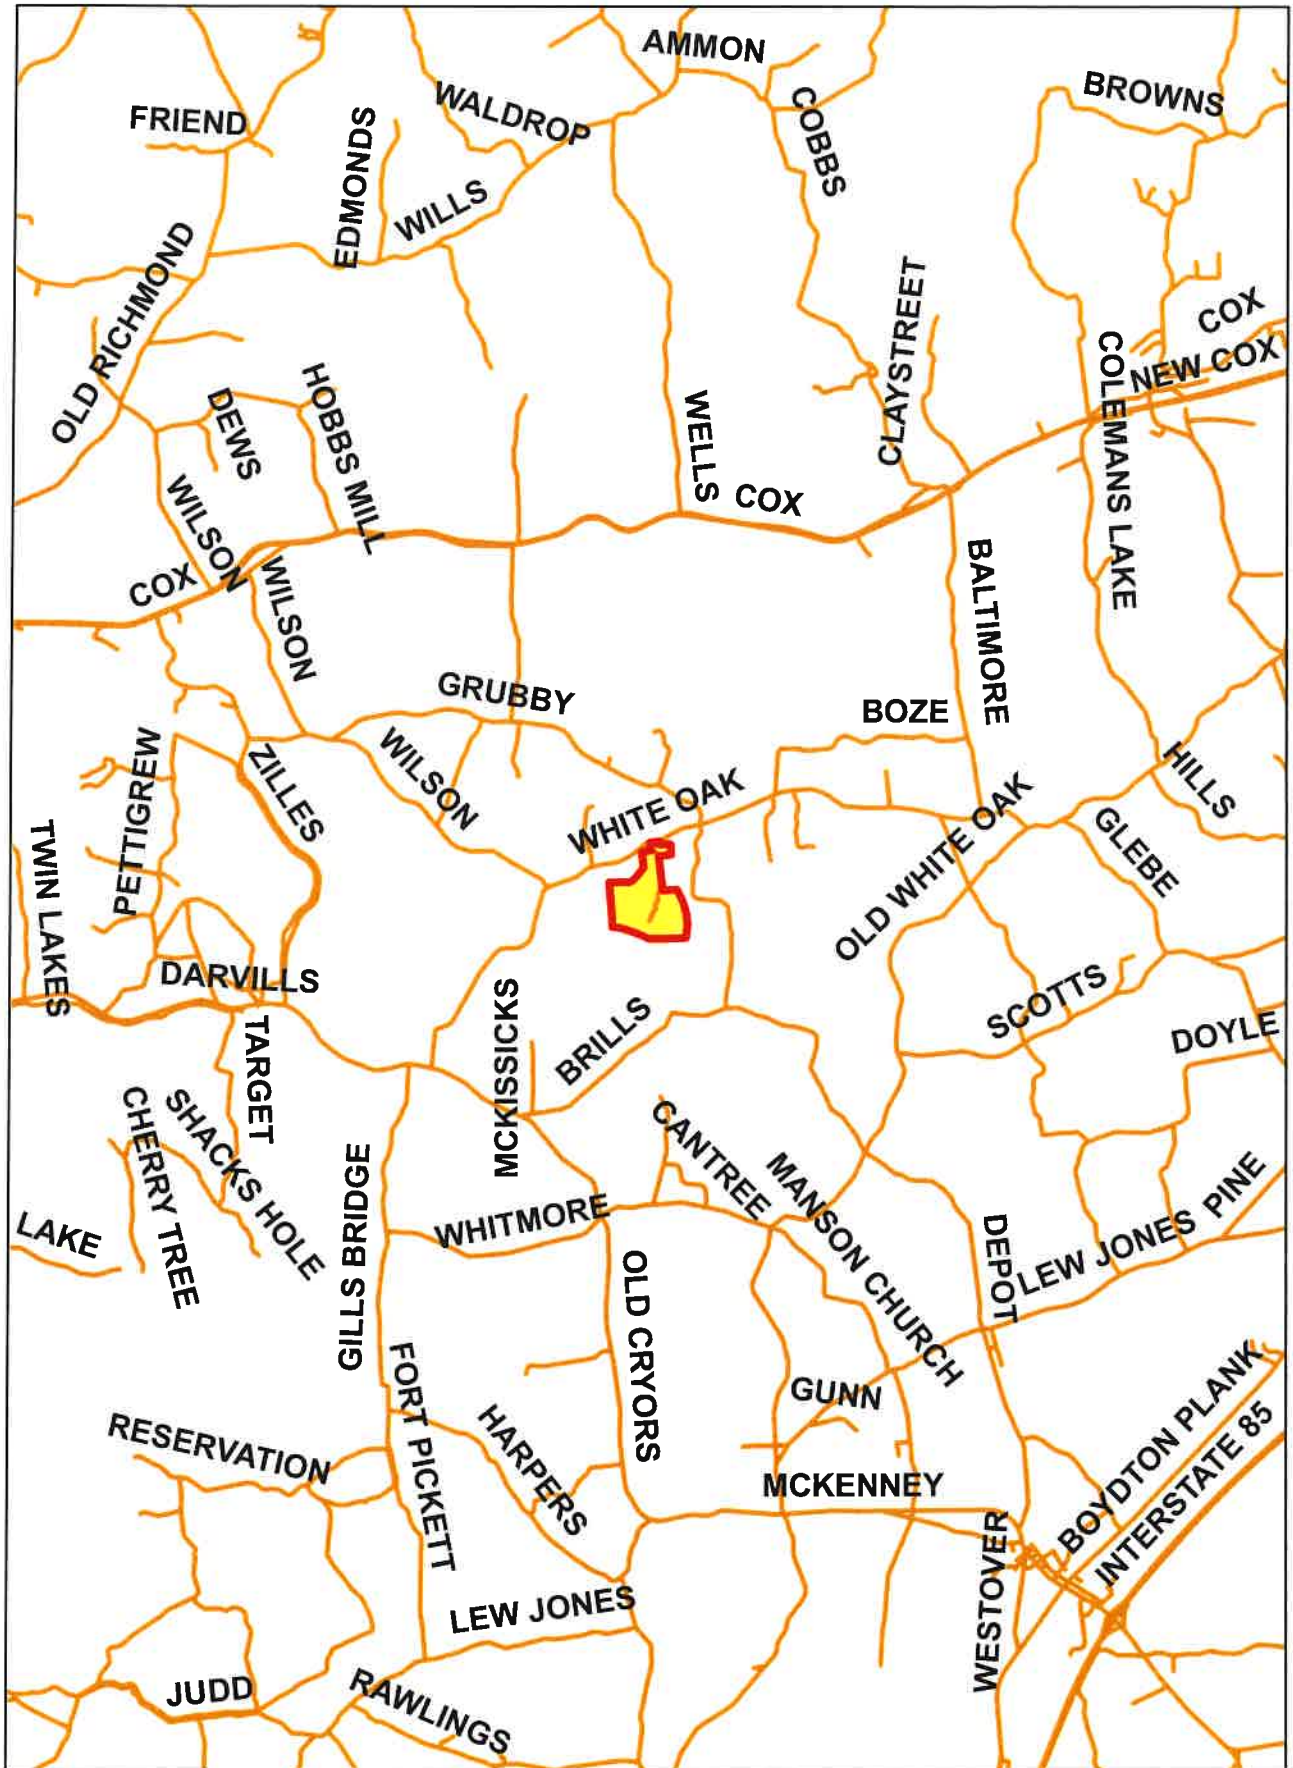 AMMON
BROWNS
FRIEND
WALDROP
COBBS
EDMONDS
WILLS
OLD RICHMOND
CLAYSTREET
COX
NEW COX
COLEMANS LAKE
DEWS
HOBBS MILL
WELLS
COX
WILSON
COX
WILSON
BALTIMORE
GRUBBY
BOZE
PETTIGREW
ZILLES
WILSON
WHITE OAK
HILLS
TWIN LAKES
OLD WHITE OAK
GLEBE
DARVILLS
MCKISSICKS
BRILLS
SCOTTS
DOYLE
TARGET
CHERRY TREE
SHACKS HOLE
CANTREE
MANSON CHURCH
GILLS BRIDGE
WHITMORE
LAKE
DEPOT
LEW JONES
PINE
OLD CRYORS
FORT PICKETT
GUNN
BOYDTON PLANK
INTERSTATE 85
RESERVATION
HARPERS
MCKENNEY
WESTOVER
LEW JONES
JUDD
RAWLINGS